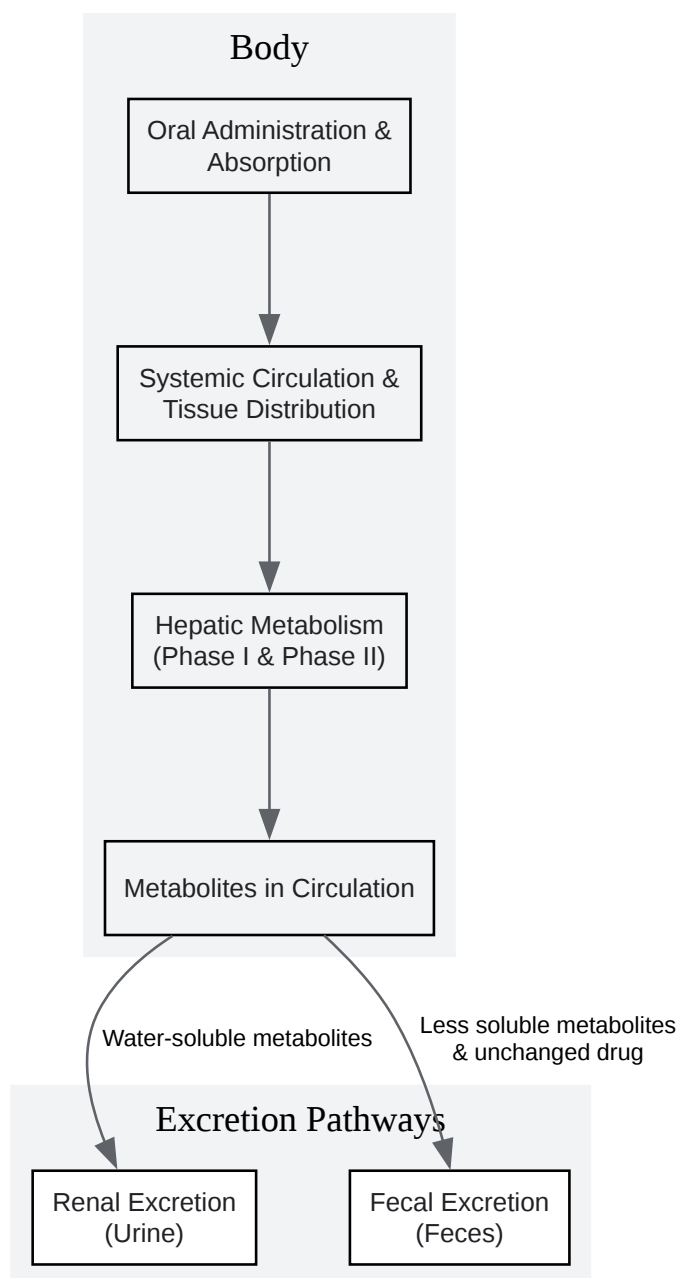 Body
Oral Administration &
Absorption
Systemic Circulation &
Tissue Distribution
Hepatic Metabolism
(Phase I & Phase II)
Metabolites in Circulation
Water-soluble metabolites
Less soluble metabolites
& unchanged drug
Excretion Pathways
Renal Excretion
(Urine)
Fecal Excretion
(Feces)